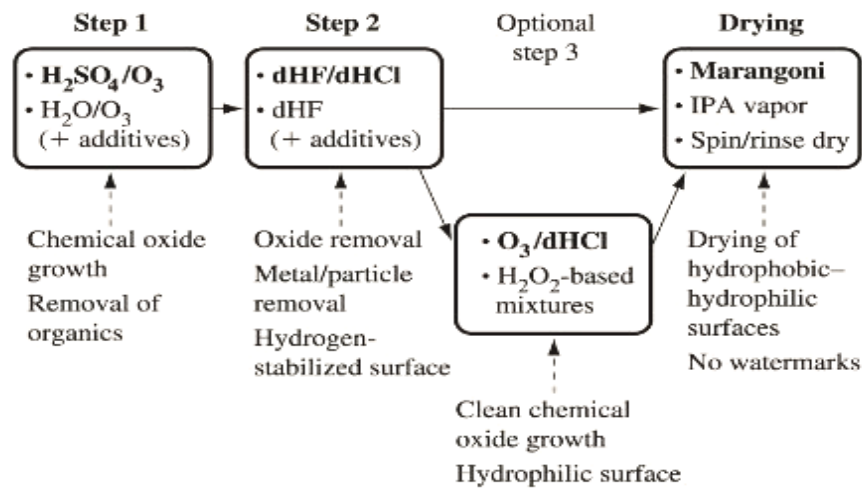 Step 1
• H₂SO₄/O₃
• H₂O/O₃
(+ additives)
Chemical oxide
growth
Removal of
organics
Step 2
• dHF/dHCl
• dHF
(+ additives)
Oxide removal
Metal/particle
removal
Hydrogen-
stabilized surface
Optional
step 3
• O₃/dHCl
• H₂O₂-based
mixtures
Clean chemical
oxide growth
Hydrophilic surface
Drying
• Marangoni
• IPA vapor
• Spin/rinse dry
Drying of
hydrophobic–
hydrophilic
surfaces
No watermarks